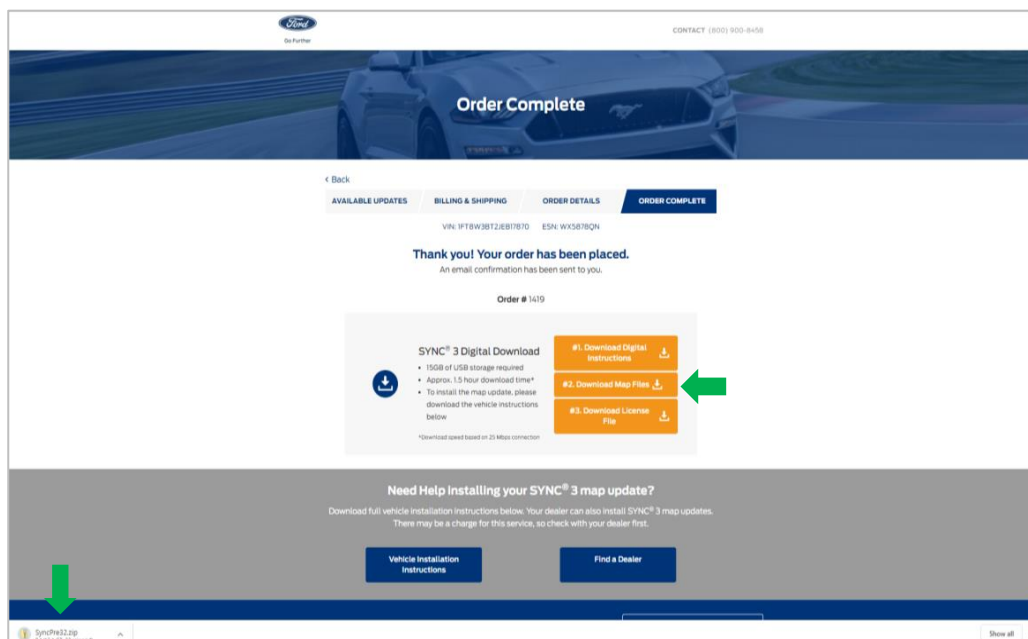 Ford
Go Further
CONTACT (800) 900-8458
Order Complete
< Back
AVAILABLE UPDATES
BILLING & SHIPPING
ORDER DETAILS
ORDER COMPLETE
VIN: 1FT8W3BT2JEB17870 ESN: WX5878QN
Thank you! Your order has been placed.
An email confirmation has been sent to you.
Order # 1419
SYNC® 3 Digital Download
• 15GB of USB storage required
• Approx. 1.5 hour download time*
• To install the map update, please
download the vehicle instructions
below
*Download speed based on 25 Mbps connection
#1. Download Digital
Instructions
#2. Download Map Files
#3. Download License
File
Need Help installing your SYNC® 3 map update?
Download full vehicle installation instructions below. Your dealer can also install SYNC® 3 map updates.
There may be a charge for this service, so check with your dealer first.
Vehicle Installation
Instructions
Find a Dealer
SyncPre32.zip
Show all